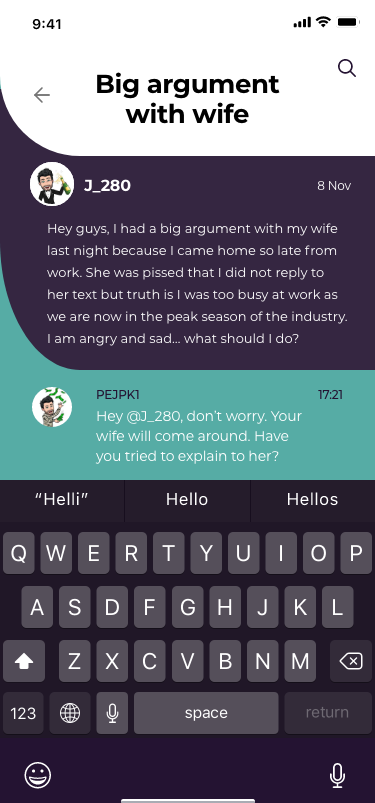 9:41
Big argument
with wife
J_280
8 Nov
Hey guys, I had a big argument with my wife
last night because I came home so late from
work. She was pissed that I did not reply to
her text but truth is I was too busy at work as
we are now in the peak season of the industry.
I am angry and sad... what should I do?
PEJPK1
17:21
Hey @J_280, don't worry. Your
wife will come around. Have
you tried to explain to her?
“Helli” Hello Hellos
Q W E R T Y U I O P
A S D F G H J K L
Z X C V B N M
123 space return